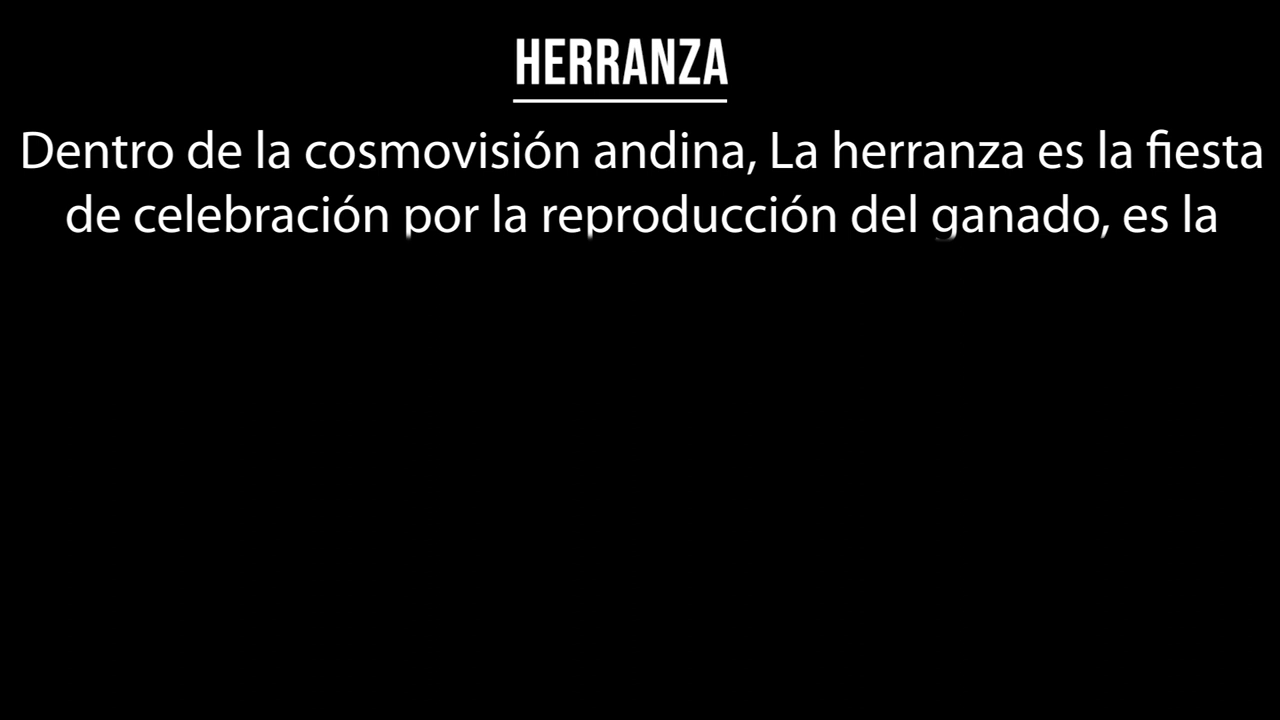 HERRANZA
Dentro de la cosmovisión andina, La herranza es la fiesta
de celebración por la reproducción del ganado, es la